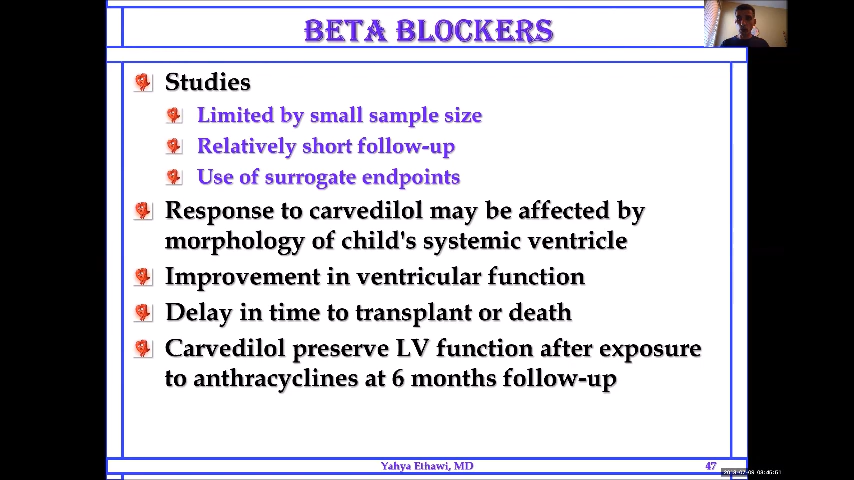 BETA BLOCKERS
Studies
Limited by small sample size
Relatively short follow-up
Use of surrogate endpoints
Response to carvedilol may be affected by
morphology of child's systemic ventricle
Improvement in ventricular function
Delay in time to transplant or death
Carvedilol preserve LV function after exposure
to anthracyclines at 6 months follow-up
Yahya Ethawi, MD
47